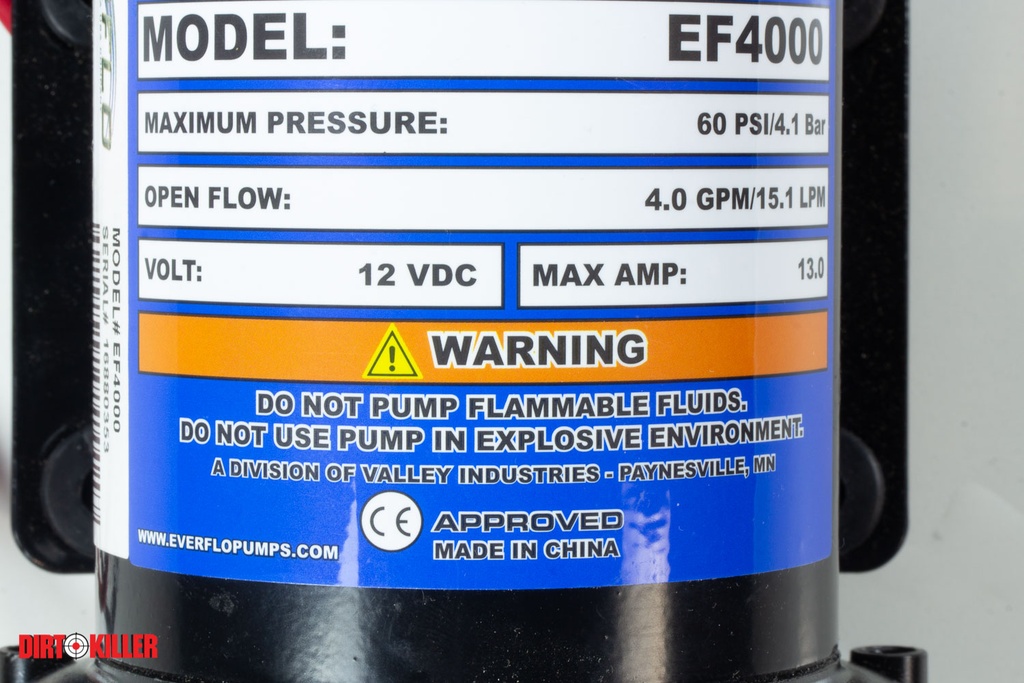 MODEL: EF4000
MAXIMUM PRESSURE: 60 PSI/4.1 Bar
OPEN FLOW: 4.0 GPM/15.1 LPM
VOLT: 12 VDC MAX AMP: 13.0
WARNING
DO NOT PUMP FLAMMABLE FLUIDS.
DO NOT USE PUMP IN EXPLOSIVE ENVIRONMENT.
A DIVISION OF VALLEY INDUSTRIES - PAYNESVILLE, MN
CE APPROVED
MADE IN CHINA
WWW.EVERFLOPUMPS.COM
MODEL# EF4000
SERIAL# 16880353
DIRT KILLER